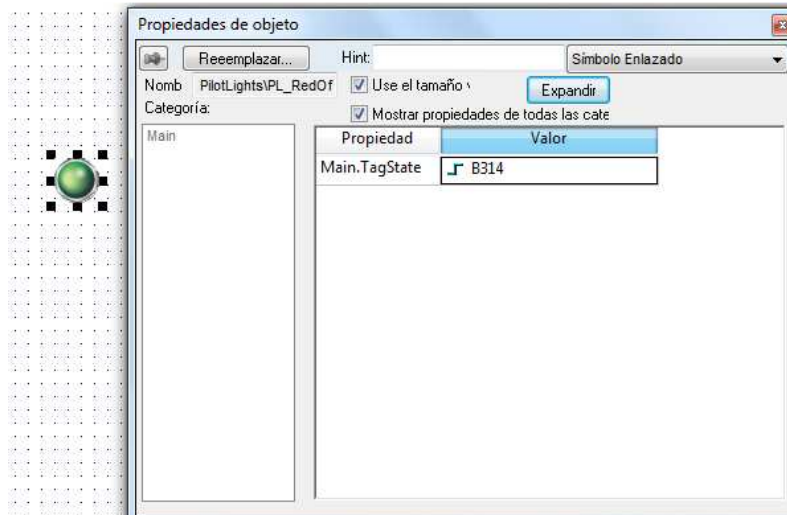 Propiedades de objeto
Reeemplazar... Hint: Símbolo Enlazado
Nomb PilotLights\PL_RedOf Use el tamaño Expandir
Categoría: Mostrar propiedades de todas las cate
Main Propiedad Valor
Main.TagState B314